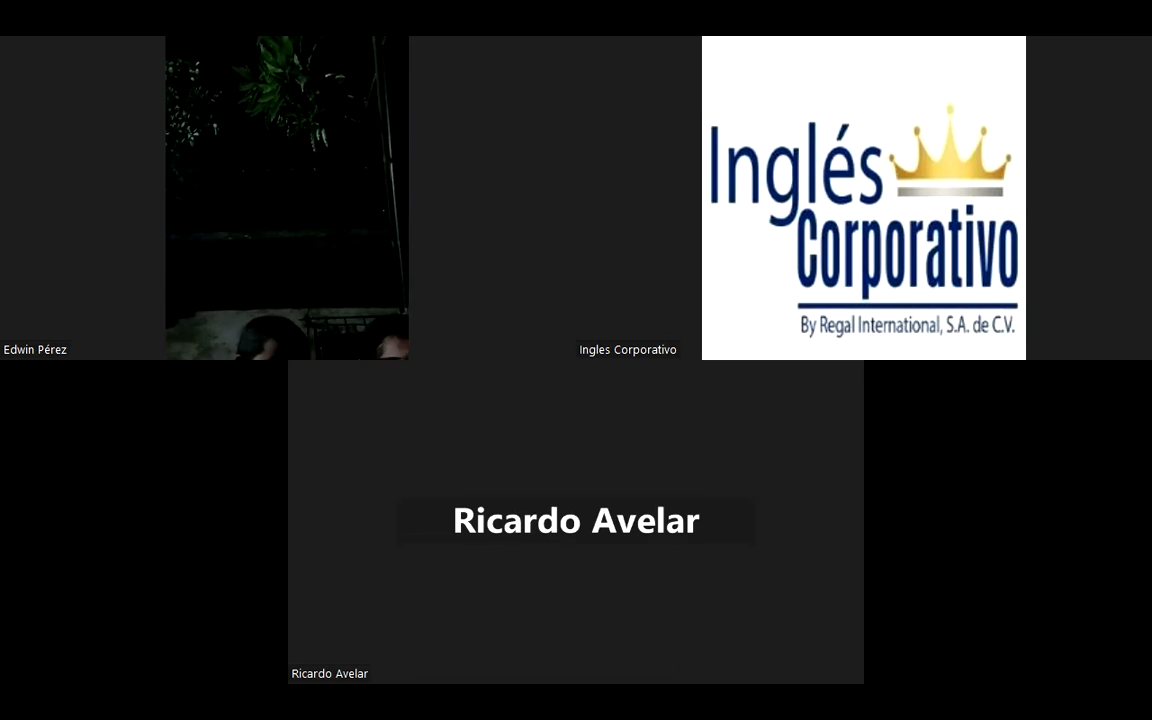 Inglés
Corporativo
By Regal International, S.A. de C.V.
Edwin Pérez
Ingles Corporativo
Ricardo Avelar
Ricardo Avelar